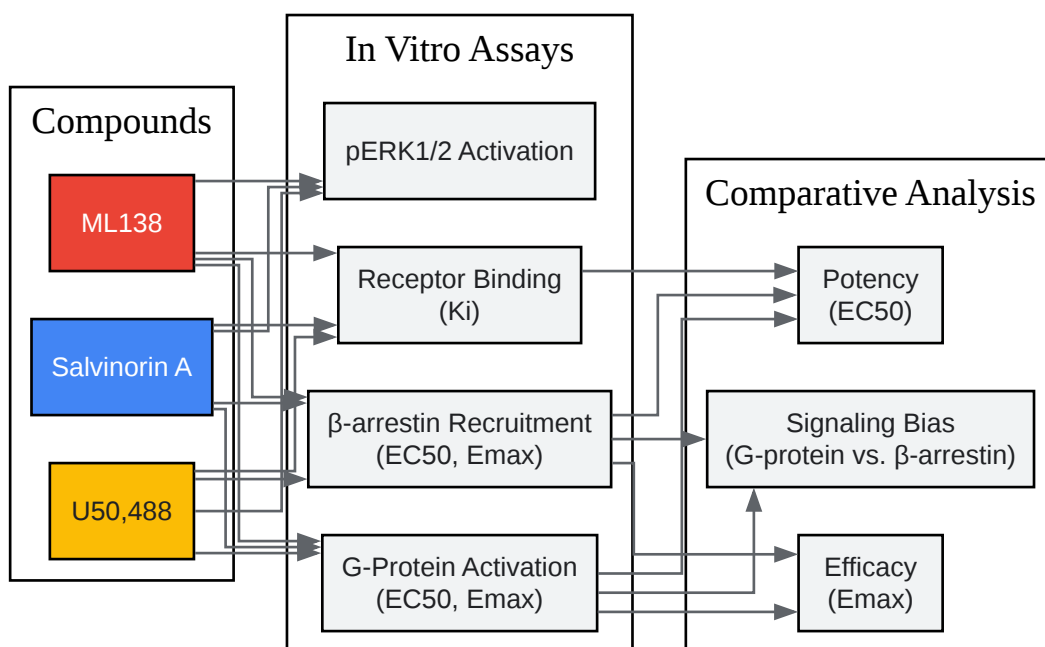 Compounds
ML138
Salvinorin A
U50,488
In Vitro Assays
pERK1/2 Activation
Receptor Binding
(Ki)
β-arrestin Recruitment
(EC50, Emax)
G-Protein Activation
(EC50, Emax)
Comparative Analysis
Potency
(EC50)
Signaling Bias
(G-protein vs. β-arrestin)
Efficacy
(Emax)